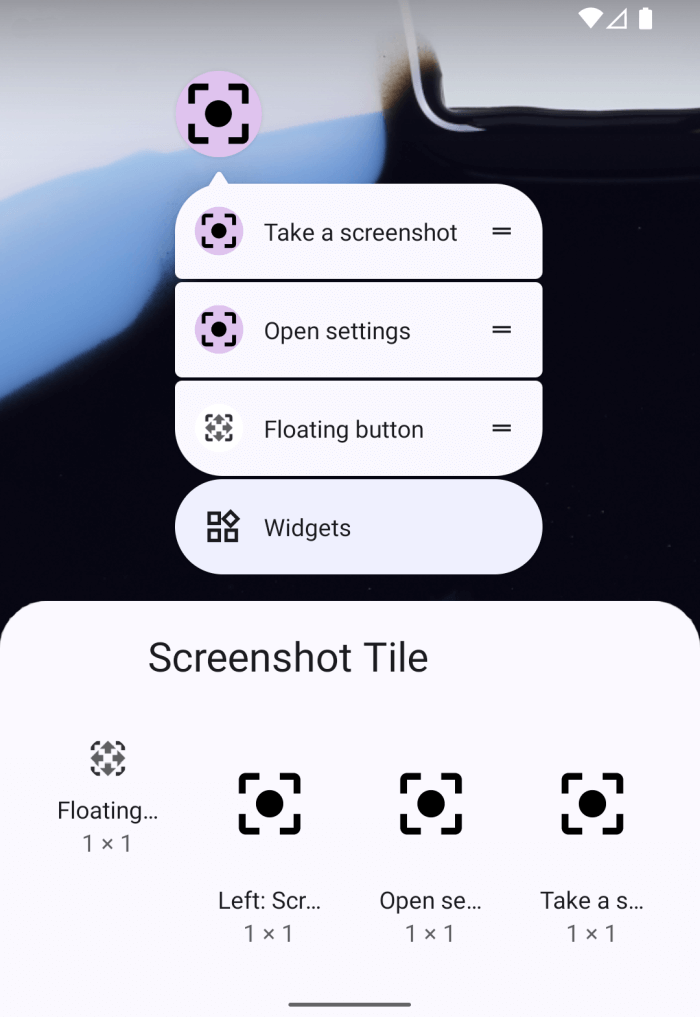 Take a screenshot
Open settings
Floating button
Widgets
Screenshot Tile
Floating…
1 × 1
Left: Scr…
1 × 1
Open se…
1 × 1
Take a s…
1 × 1